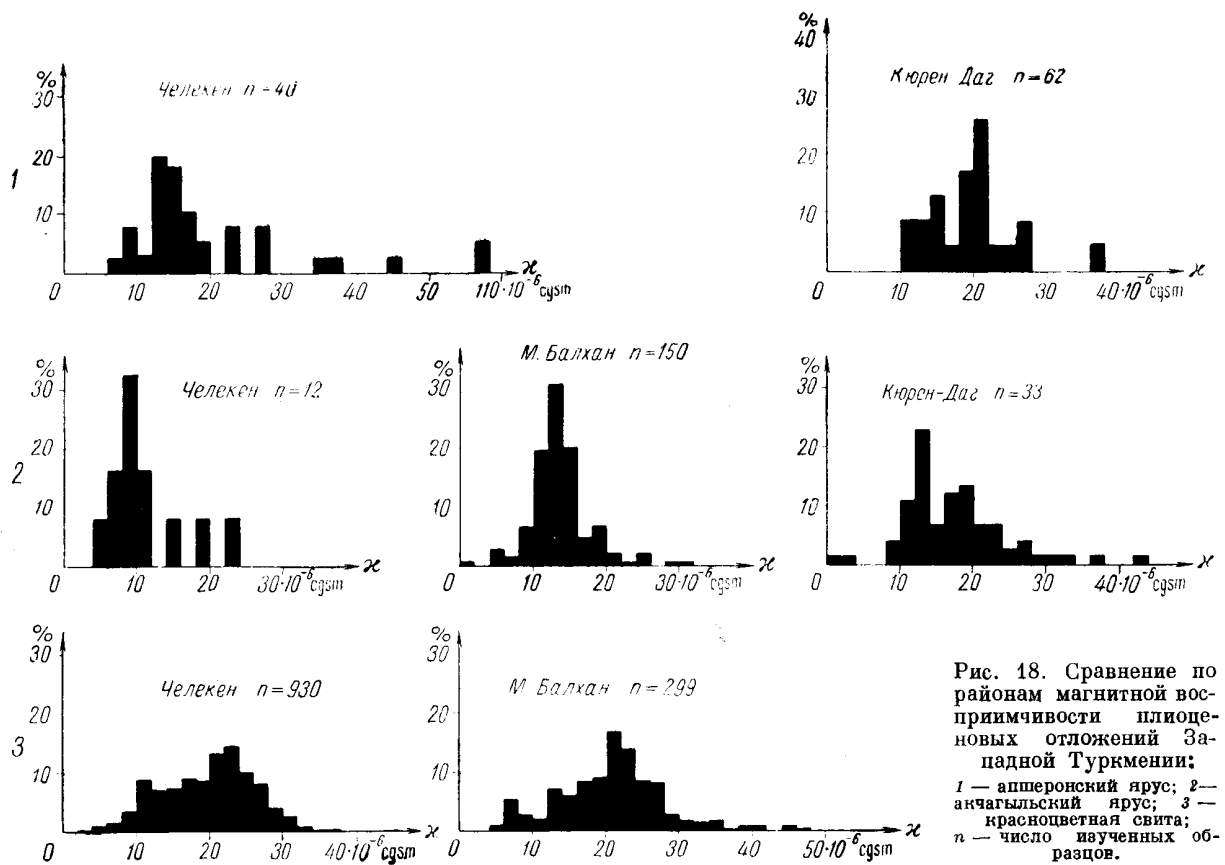 %
30
20
10
1
Челекен n=40
0 10 20 30 40 50 110·10⁻⁶ cgsm
ϰ
%
40
30
20
10
Кюрен Даг n=62
0 10 20 30 40·10⁻⁶ cgsm
ϰ
%
30
20
10
2
Челекен n=12
0 10 20 30·10⁻⁶ cgsm
ϰ
%
30
20
10
М. Балхан n=150
0 10 20 30·10⁻⁶ cgsm
ϰ
%
30
20
10
Кюрен-Даг n=33
0 10 20 30 40·10⁻⁶ cgsm
ϰ
%
30
20
10
3
Челекен n=930
0 10 20 30 40·10⁻⁶ cgsm
ϰ
%
30
20
10
М Балхан n=299
0 10 20 30 40 50·10⁻⁶ cgsm
ϰ
Рис. 18. Сравнение по
районам магнитной вос-
приимчивости плиоце-
новых отложений За-
падной Туркмении:
1 — апшеронский ярус; 2—
акчагыльский ярус; 3 —
красноцветная свита;
n — число изученных об-
разцов.